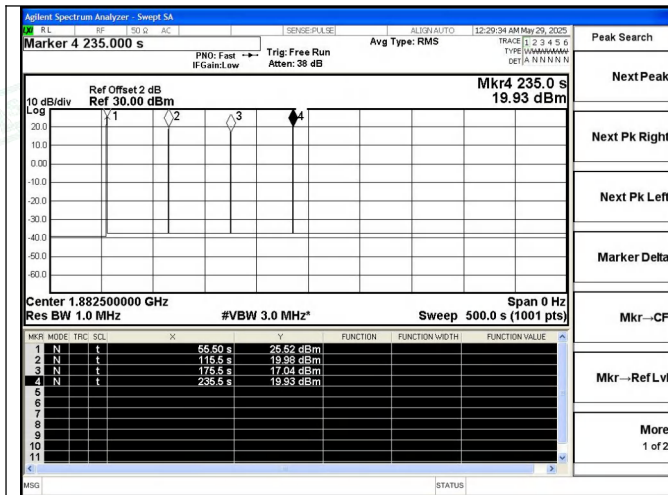 Agilent Spectrum Analyzer - Swept SA
LXI RL RF 50 Ω AC SENSE:PULSE ALIGN AUTO 12:29:34 AM May 29, 2025
Marker 4 235.000 s
PNO: Fast
IFGain:Low
Trig: Free Run
Atten: 38 dB
Avg Type: RMS
TRACE 1 2 3 4 5 6
TYPE WWWWWW
DET A N N N N N
Ref Offset 2 dB
10 dB/div Ref 30.00 dBm
Mkr4 235.0 s
19.93 dBm
Log
1 2 3 4
20.0
10.0
0.00
-10.0
-20.0
-30.0
-40.0
-50.0
-60.0
Center 1.882500000 GHz Span 0 Hz
Res BW 1.0 MHz #VBW 3.0 MHz* Sweep 500.0 s (1001 pts)
MKR MODE TRC SCL X Y FUNCTION FUNCTION WIDTH FUNCTION VALUE
1 N t 55.50 s 25.52 dBm
2 N t 115.5 s 19.98 dBm
3 N t 175.5 s 17.04 dBm
4 N t 235.5 s 19.93 dBm
5
6
7
8
9
10
11
MSG STATUS
Peak Search
Next Peak
Next Pk Right
Next Pk Left
Marker Delta
Mkr→CF
Mkr→Ref Lvl
More
1 of 2